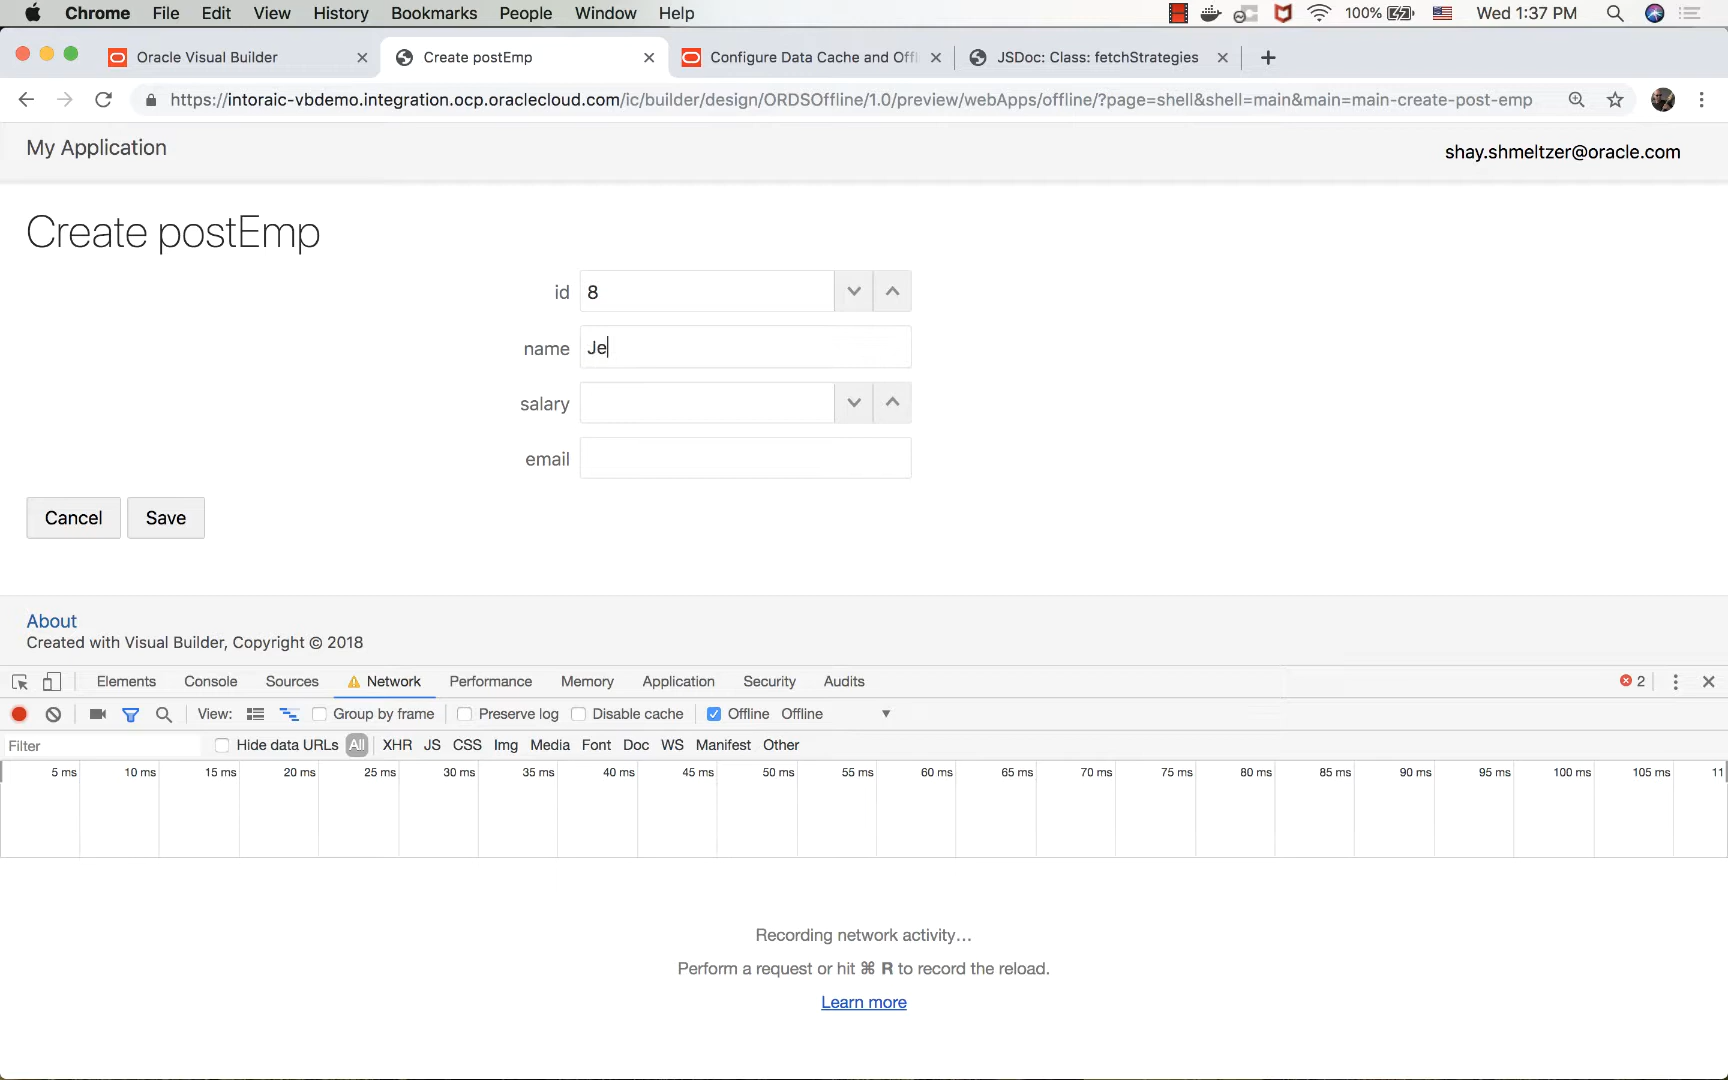 Chrome File Edit View History Bookmarks People Window Help 100% Wed 1:37 PM
Oracle Visual Builder Create postEmp Configure Data Cache and Offl JSDoc: Class: fetchStrategies
https://intoraic-vbdemo.integration.ocp.oraclecloud.com/ic/builder/design/ORDSOffline/1.0/preview/webApps/offline/?page=shell&shell=main&main=main-create-post-emp
My Application
shay.shmeltzer@oracle.com
Create postEmp
id 8
name Je
salary
email
Cancel Save
About
Created with Visual Builder, Copyright © 2018
Elements Console Sources Network Performance Memory Application Security Audits 2
View: Group by frame Preserve log Disable cache Offline Offline
Filter Hide data URLs All XHR JS CSS Img Media Font Doc WS Manifest Other
5 ms 10 ms 15 ms 20 ms 25 ms 30 ms 35 ms 40 ms 45 ms 50 ms 55 ms 60 ms 65 ms 70 ms 75 ms 80 ms 85 ms 90 ms 95 ms 100 ms 105 ms 11
Recording network activity…
Perform a request or hit ⌘ R to record the reload.
Learn more